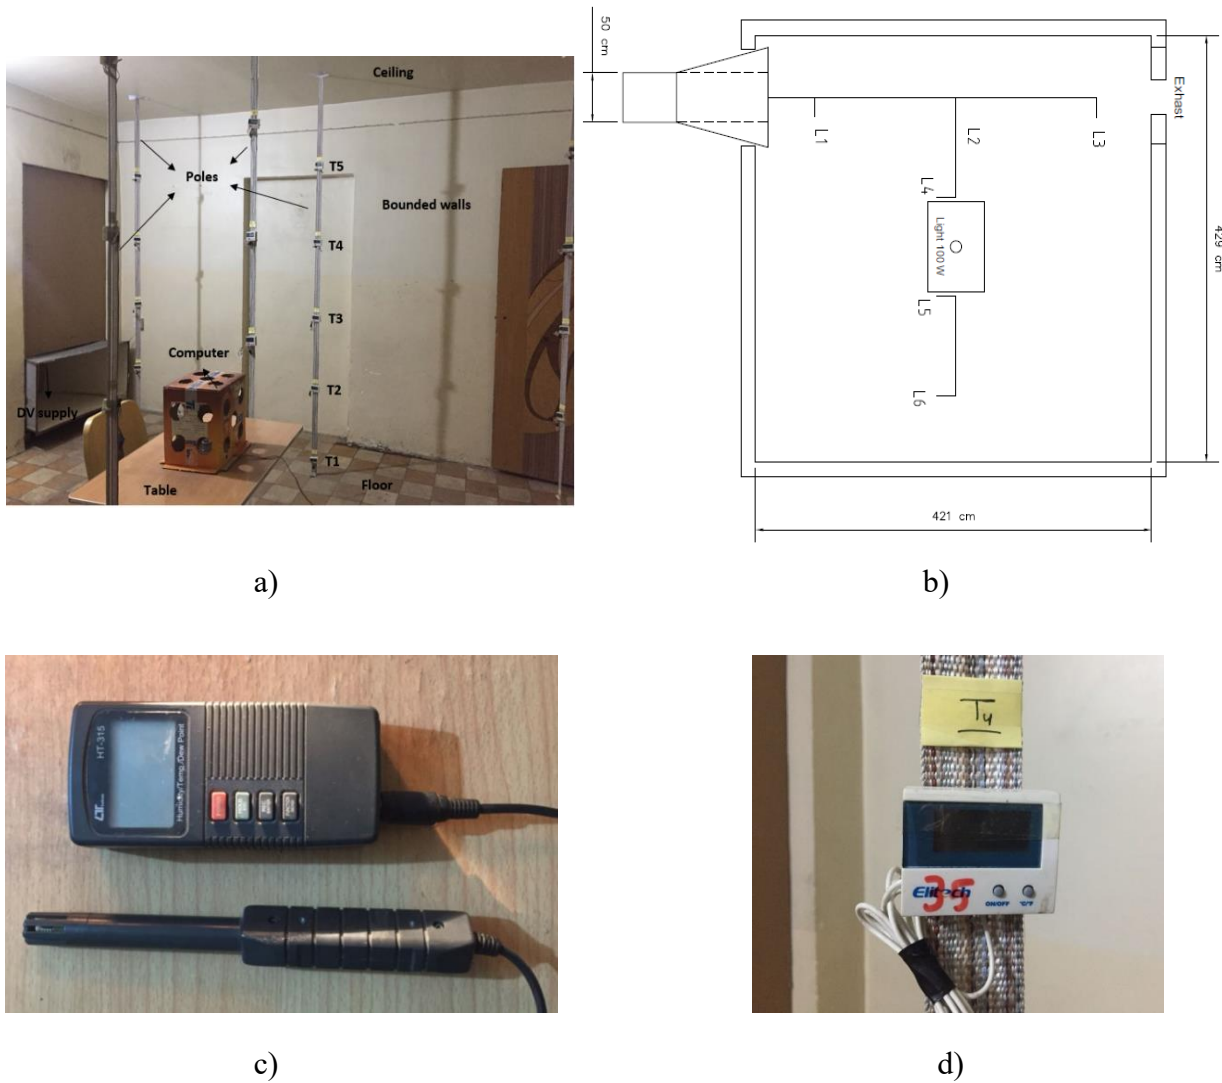 Ceiling
T5
Poles
Bounded walls
T4
T3
Computer
T2
DV supply
T1
Table
Floor
a)
50 cm
Exhast
L1
L2
L3
L4
Light 100 W
L5
L6
429 cm
421 cm
b)
HT-315
Humidity/Temp./Dew Point
c)
T4
Elitech
35
ON/OFF
°C/°F
d)